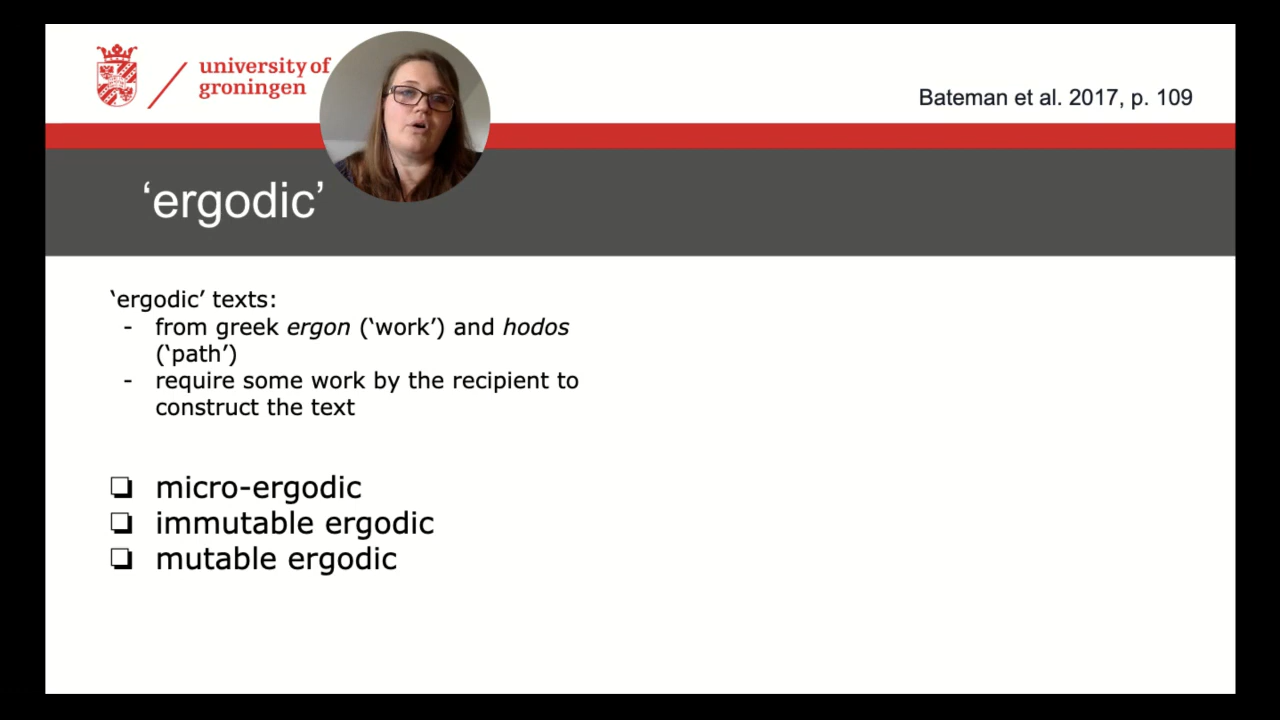 university of
groningen
Bateman et al. 2017, p. 109
‘ergodic’
‘ergodic’ texts:
- from greek ergon (‘work’) and hodos
(‘path’)
- require some work by the recipient to
construct the text
❏ micro-ergodic
❏ immutable ergodic
❏ mutable ergodic